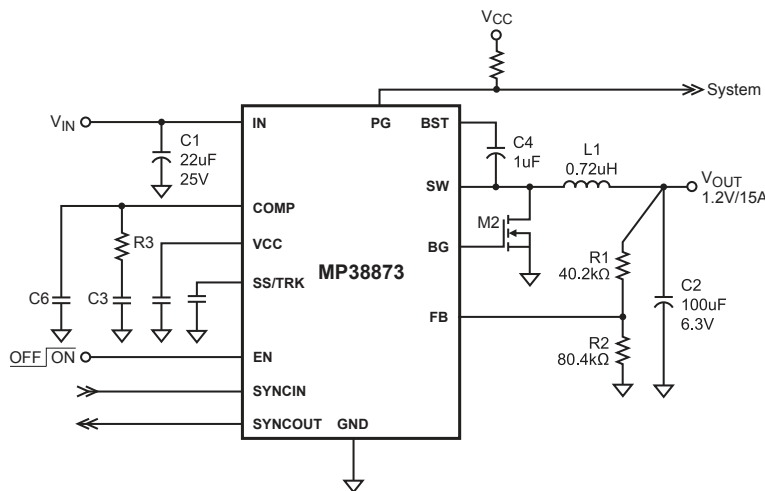 VCC
System
VIN
IN
PG
BST
C1
22uF
25V
C4
1uF
L1
0.72uH
SW
VOUT
1.2V/15A
COMP
M2
R3
VCC
BG
MP38873
R1
40.2kΩ
SS/TRK
C6
C3
C2
100uF
6.3V
FB
R2
80.4kΩ
OFF ON
EN
SYNCIN
SYNCOUT
GND